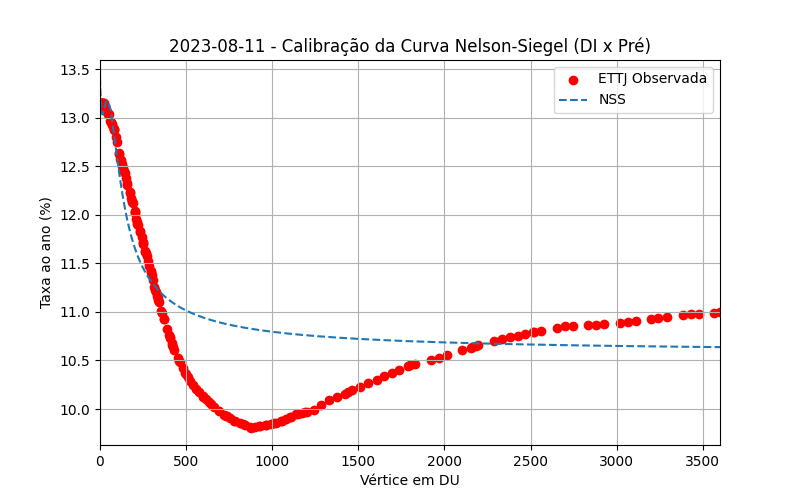 2023-08-11 - Calibração da Curva Nelson-Siegel (DI x Pré)
ETTJ Observada
NSS
Taxa ao ano (%)
13.5
13.0
12.5
12.0
11.5
11.0
10.5
10.0
0 500 1000 1500 2000 2500 3000 3500
Vértice em DU